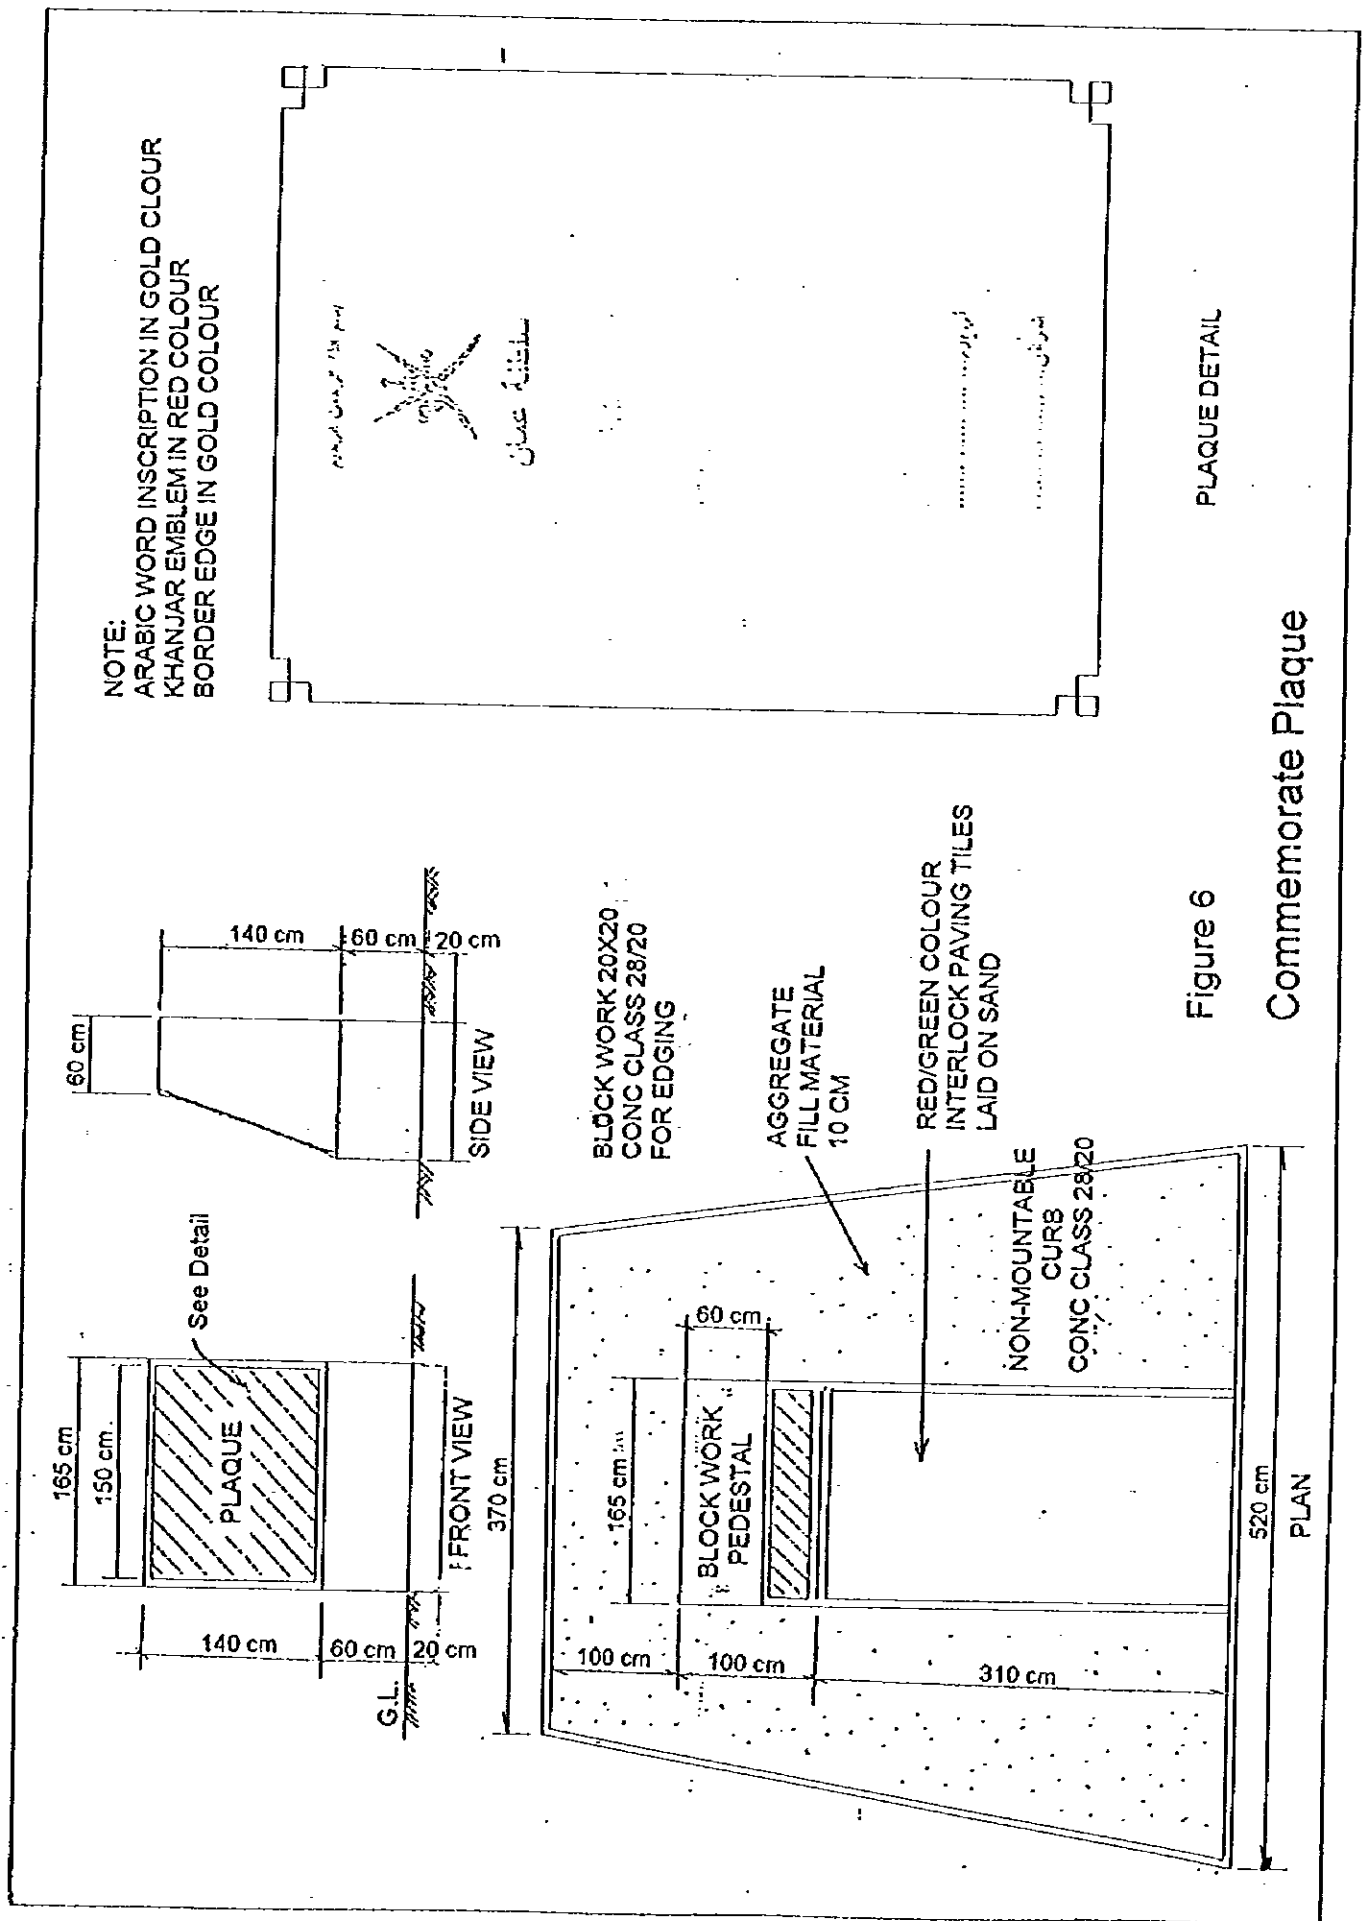 NOTE:
ARABIC WORD INSCRIPTION IN GOLD CLOUR
KHANJAR EMBLEM IN RED COLOUR
BORDER EDGE IN GOLD COLOUR
سلطنة عمان
PLAQUE DETAIL
165 cm
150 cm.
PLAQUE
See Detail
140 cm
60 cm
20 cm
G.L.
FRONT VIEW
60 cm
140 cm
60 cm
20 cm
SIDE VIEW
BLOCK WORK 20X20
CONC CLASS 28/20
FOR EDGING
AGGREGATE
FILL MATERIAL
10 CM
RED/GREEN COLOUR
INTERLOCK PAVING TILES
LAID ON SAND
NON-MOUNTABLE
CURB
CONC CLASS 28/20
370 cm
165 cm
60 cm
BLOCK WORK
PEDESTAL
100 cm
100 cm
310 cm
520 cm
PLAN
Figure 6
Commemorate Plaque